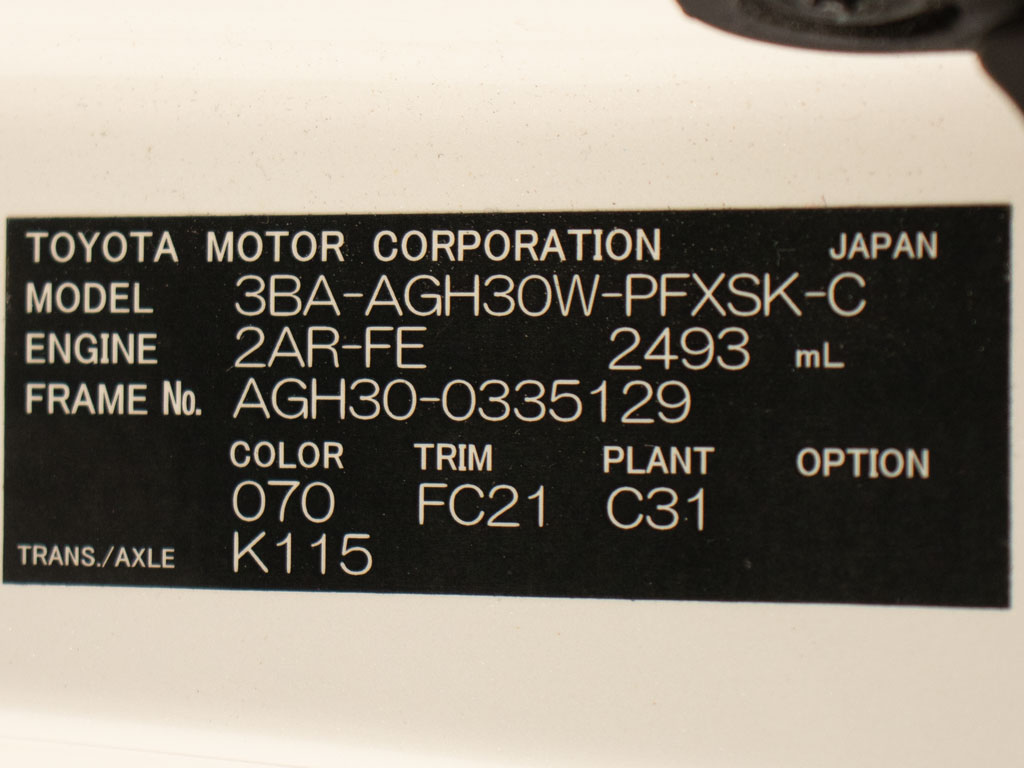 TOYOTA MOTOR CORPORATION JAPAN
MODEL 3BA-AGH30W-PFXSK-C
ENGINE 2AR-FE 2493 mL
FRAME No. AGH30-0335129
COLOR TRIM PLANT OPTION
070 FC21 C31
TRANS./AXLE K115